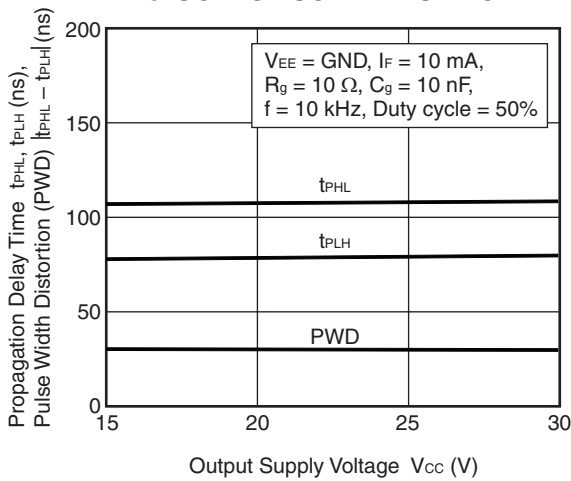 Propagation Delay Time tPHL, tPLH (ns),
Pulse Width Distortion (PWD) |tPHL – tPLH| (ns)
200
150
100
50
0
VEE = GND, IF = 10 mA,
Rg = 10 Ω, Cg = 10 nF,
f = 10 kHz, Duty cycle = 50%
tPHL
tPLH
PWD
15
20
25
30
Output Supply Voltage VCC (V)